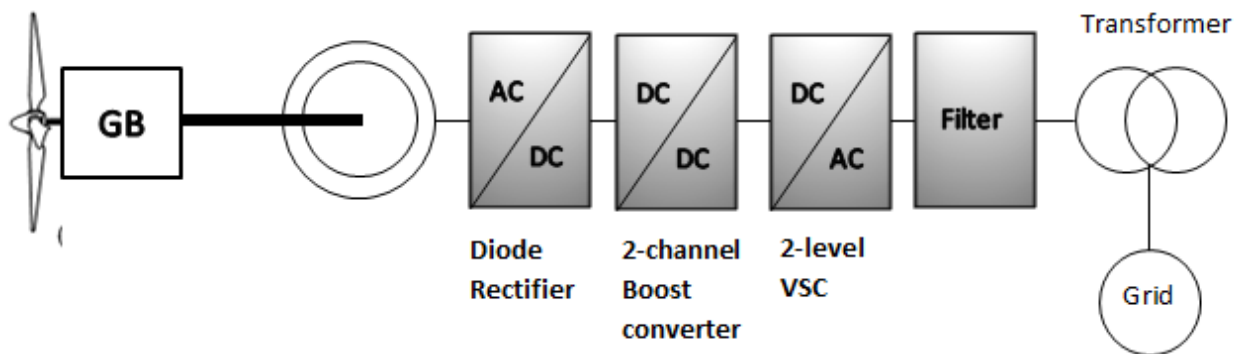 Transformer
GB
AC
DC
DC
DC
DC
AC
Filter
Diode
Rectifier
2-channel
Boost
converter
2-level
VSC
Grid
(